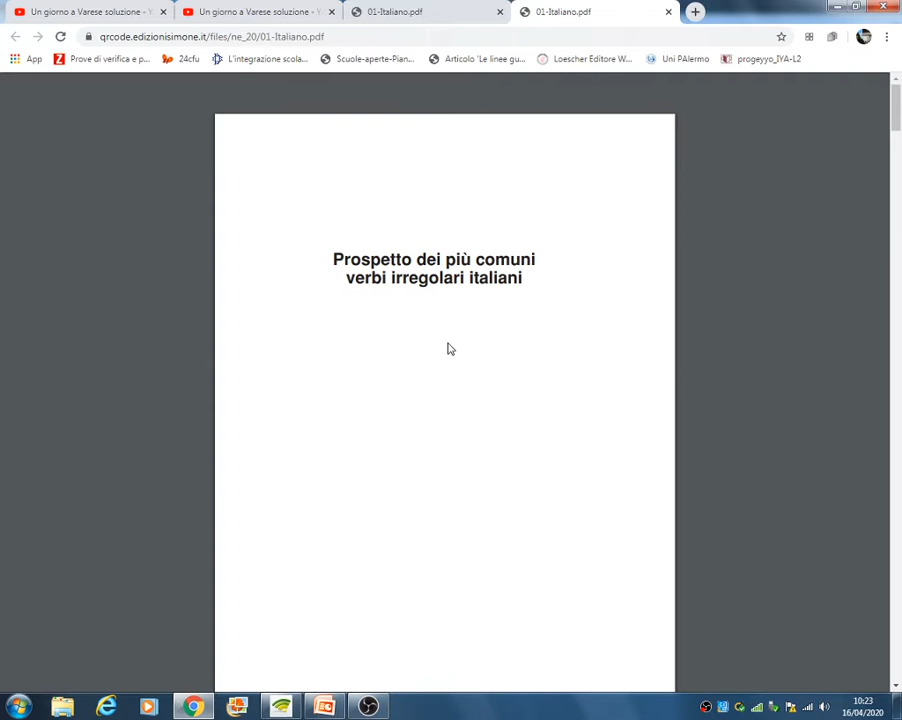 Un giorno a Varese soluzione - Y
Un giorno a Varese soluzione - Y
01-Italiano.pdf
01-Italiano.pdf
qrcode.edizionisimone.it/files/ne_20/01-Italiano.pdf
App
Prove di verifica e p...
24cfu
L'integrazione scola...
Scuole-aperte-Pian...
Articolo 'Le linee gu...
Loescher Editore W...
Uni PAlermo
progeyyo_IYA-L2
Prospetto dei più comuni
verbi irregolari italiani
10:23
16/04/2020